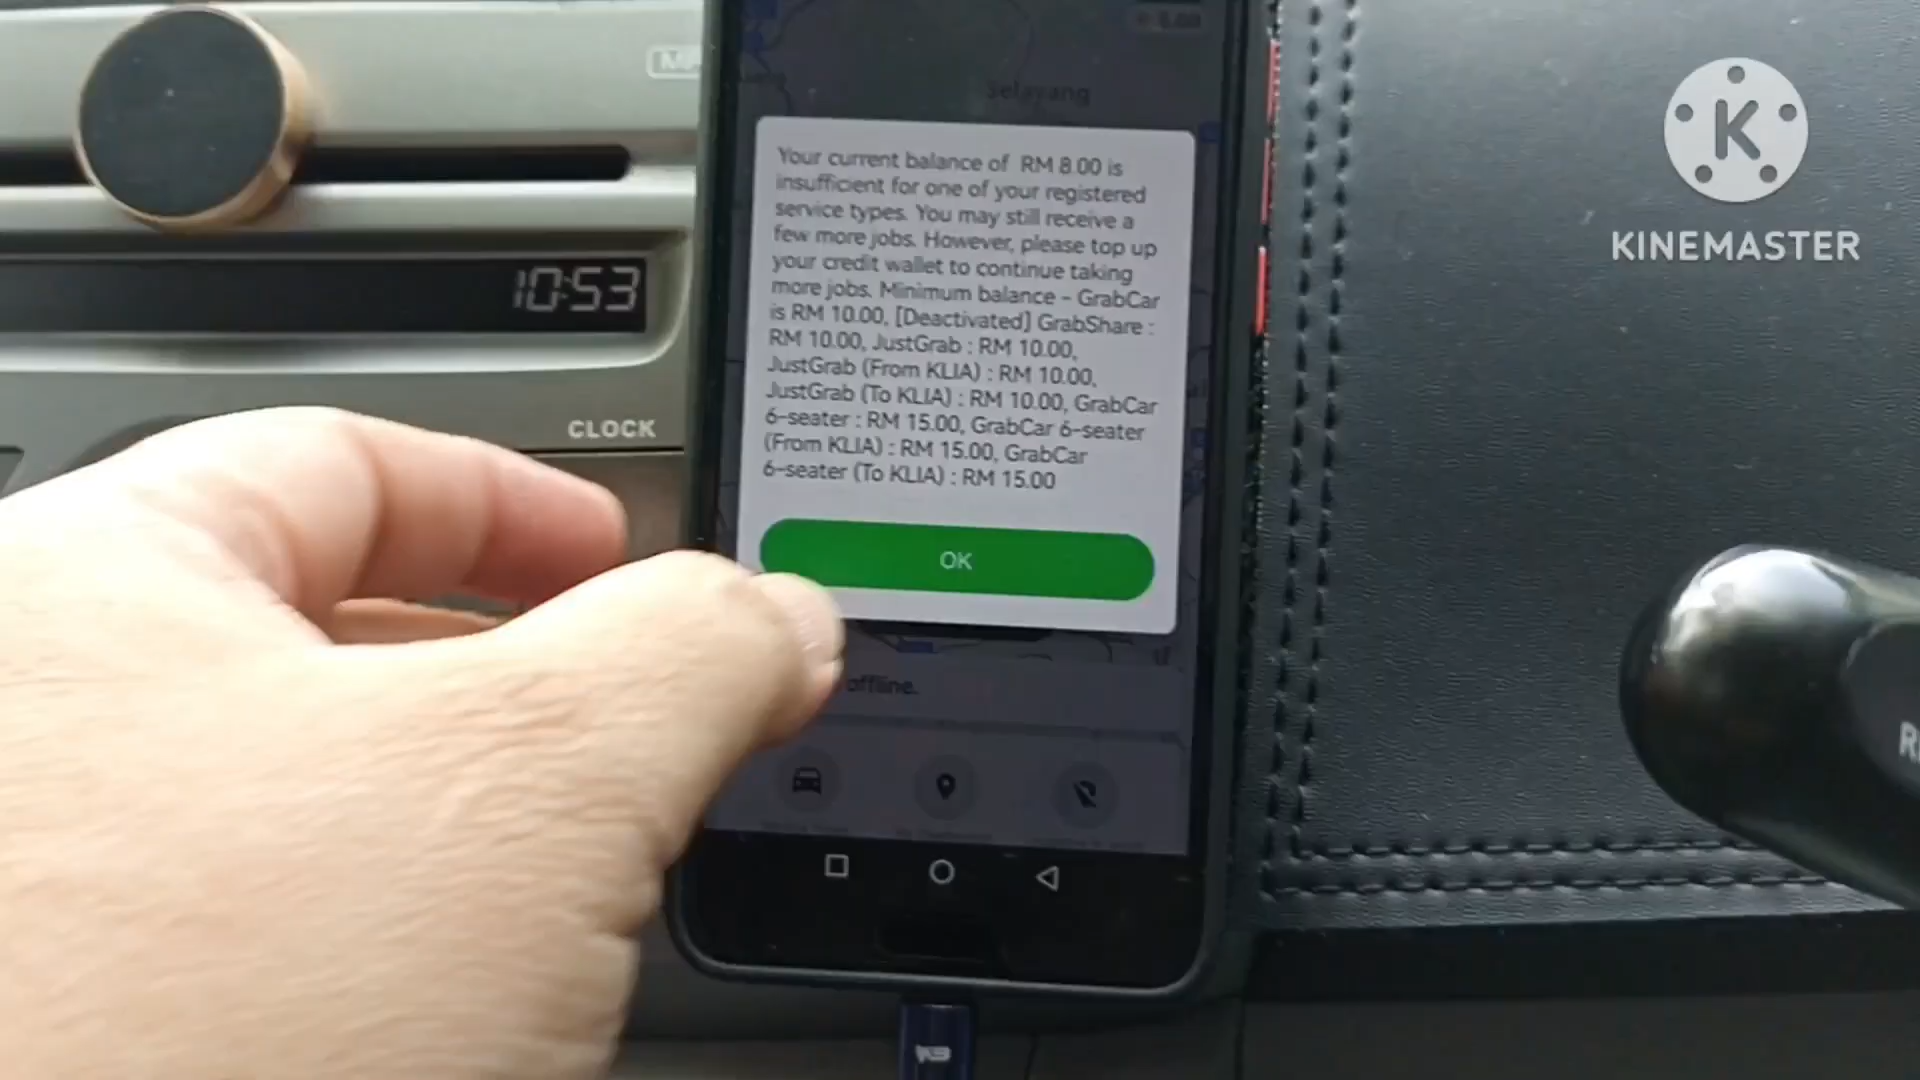 Selayang
Your current balance of RM 8.00 is
insufficient for one of your registered
service types. You may still receive a
few more jobs. However, please top up
your credit wallet to continue taking
more jobs. Minimum balance - GrabCar
is RM 10.00, [Deactivated] GrabShare :
RM 10.00, JustGrab : RM 10.00,
JustGrab (From KLIA) : RM 10.00,
JustGrab (To KLIA) : RM 10.00, GrabCar
6-seater : RM 15.00, GrabCar 6-seater
(From KLIA) : RM 15.00, GrabCar
6-seater (To KLIA) : RM 15.00
OK
offline.
10:53
CLOCK
K
KINEMASTER